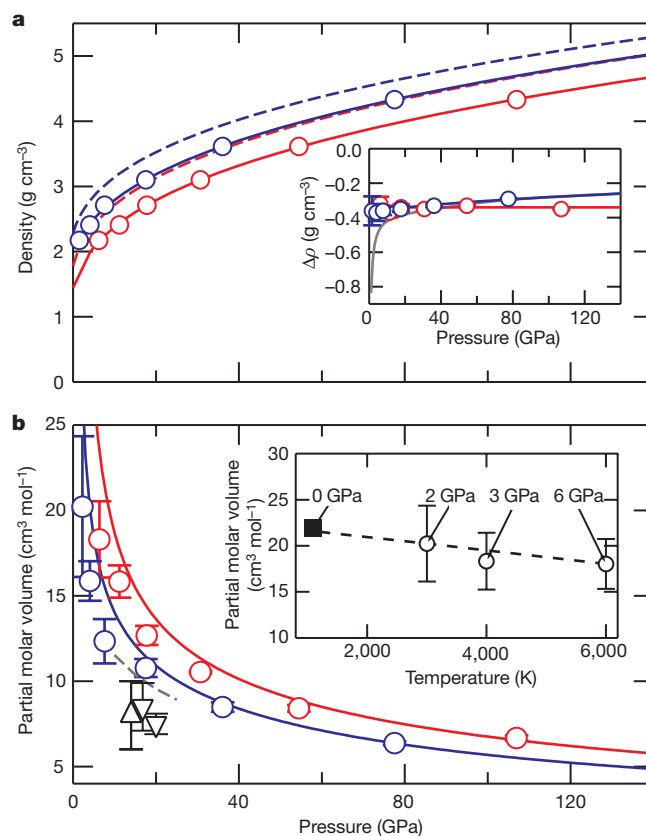 a
5
4
3
2
1
0
Density (g cm⁻³)
0.0
−0.2
−0.4
−0.6
−0.8
Δρ (g cm⁻³)
0
40
80
120
Pressure (GPa)
b
25
20
15
10
5
Partial molar volume (cm³ mol⁻¹)
30
25
20
15
10
Partial molar volume
(cm³ mol⁻¹)
0 GPa
2 GPa
3 GPa
6 GPa
2,000
4,000
6,000
Temperature (K)
0
40
80
120
Pressure (GPa)